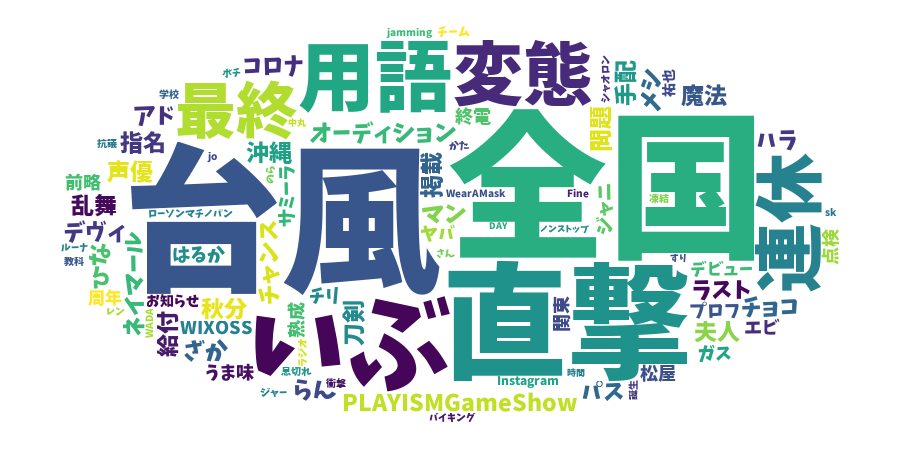 jamming
チーム
コロナ
ポチ
用語
変態
シャオロン
手配
メシ
祐也
魔法
学校
最終
中丸
アド
オーディション
終電
問題
抗議
指名
かた
ハラ
台風
全国
jo
沖縄
掲載
声優
のら
サミーラ
WearAMask
Fine
ジャーニー
凍結
連休
前略
乱舞
ローソンマチノパン
マン
DAY
ノンストップ
sk
デヴィ
ヤバ
ルーナ
ひな
はるか
チャンス
さん
点検
教科
ネイマール
直撃
すり
デビュー
周年
レン
お知らせ
チリ
ラスト
秋分
いぶ
熟成
刀剣
関東
プロフ
チョコ
WADA
給付
WIXOSS
夫人
エビ
ざか
ラジオ
ガス
うま味
息切れ
時間
松屋
らん
衝撃
Instagram
ジャー
パス
誕生
PLAYISMGameShow
バイキング